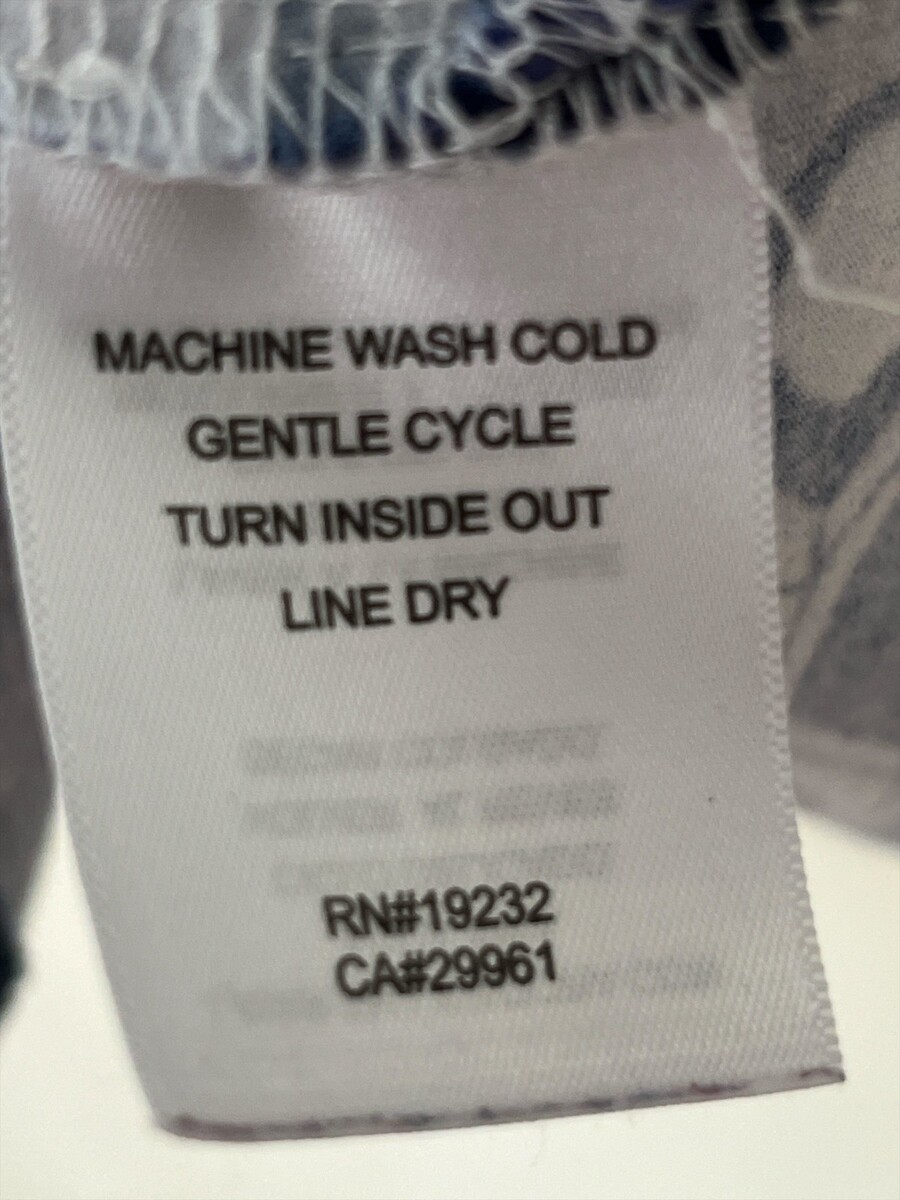 MACHINE WASH COLD
GENTLE CYCLE
TURN INSIDE OUT
LINE DRY
RN#19232
CA#29961